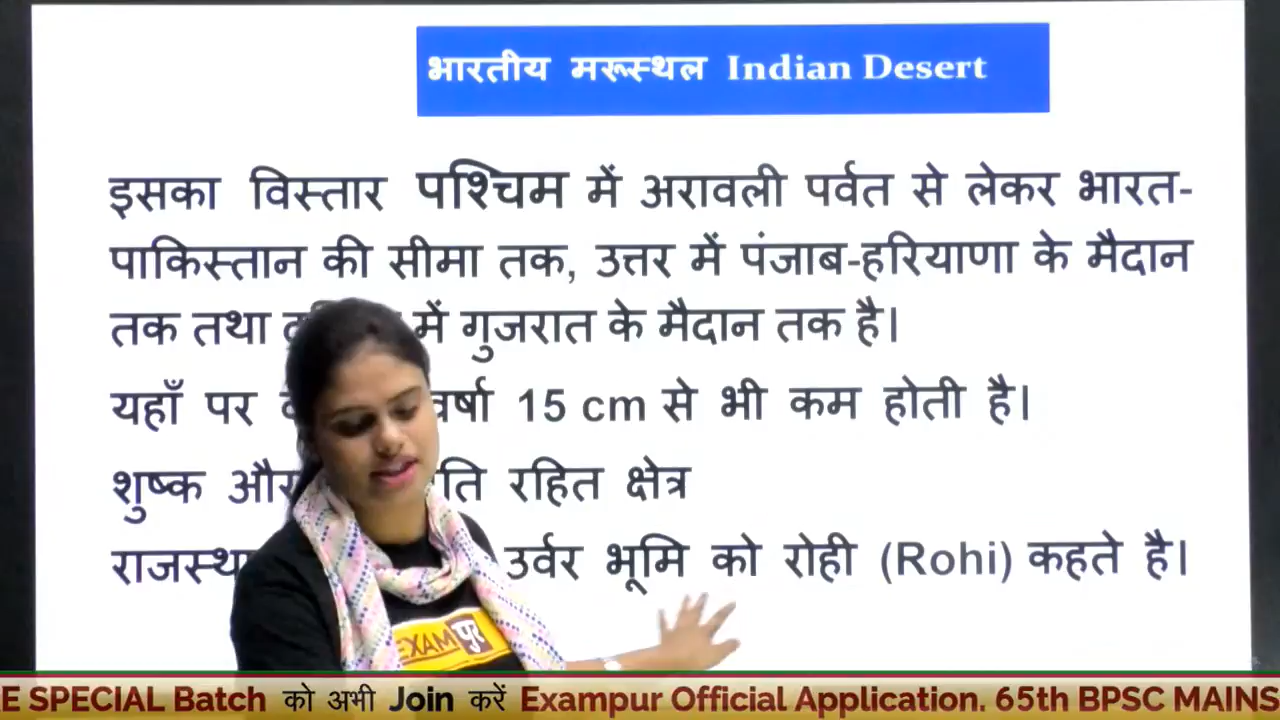 भारतीय मरूस्थल Indian Desert
इसका विस्तार पश्चिम में अरावली पर्वत से लेकर भारत-
पाकिस्तान की सीमा तक, उत्तर में पंजाब-हरियाणा के मैदान
तक तथा में गुजरात के मैदान तक है।
यहाँ पर वर्षा 15 cm से भी कम होती है।
शुष्क और रहित क्षेत्र
उर्वर भूमि को रोही (Rohi) कहते है।
EXAM पुर
E SPECIAL Batch को अभी Join करें Exampur Official Application. 65th BPSC MAINS